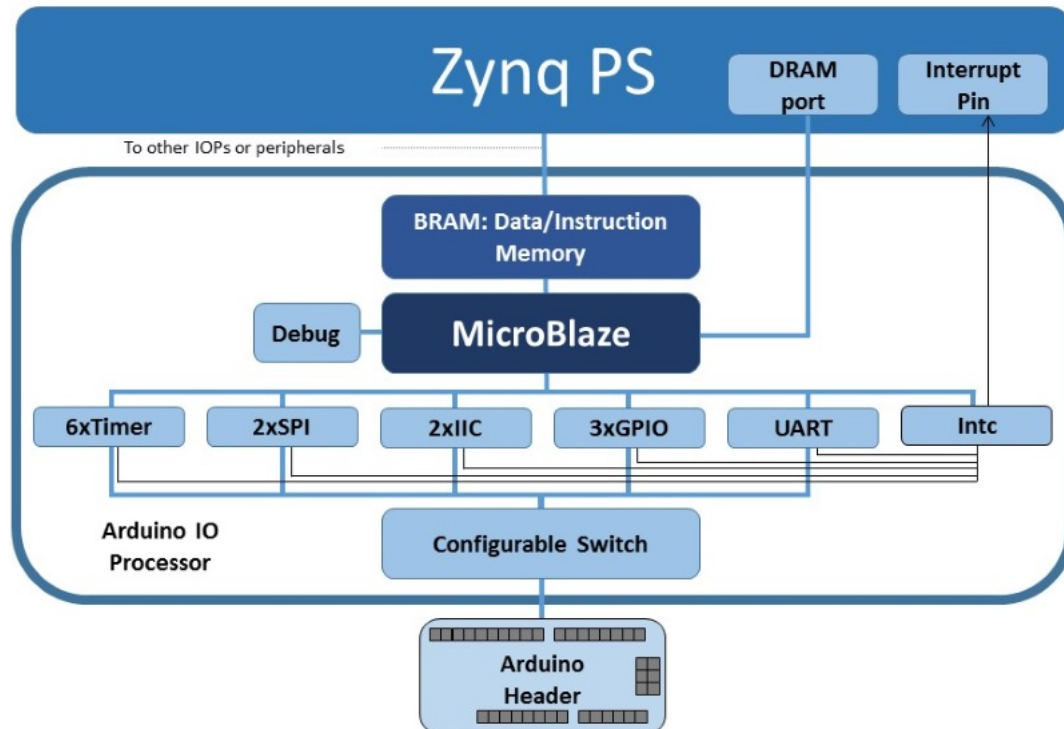 Zynq PS
DRAM
port
Interrupt
Pin
To other IOPs or peripherals
BRAM: Data/Instruction
Memory
Debug
MicroBlaze
6xTimer
2xSPI
2xIIC
3xGPIO
UART
Intc
Arduino IO
Processor
Configurable Switch
Arduino
Header